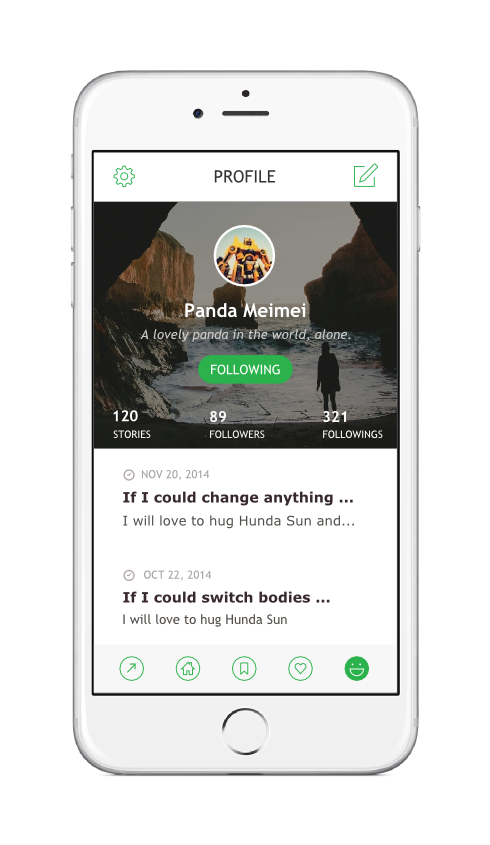 PROFILE
Panda Meimei
A lovely panda in the world, alone.
FOLLOWING
120 89 321
STORIES FOLLOWERS FOLLOWINGS
NOV 20, 2014
If I could change anything ...
I will love to hug Hunda Sun and...
OCT 22, 2014
If I could switch bodies ...
I will love to hug Hunda Sun